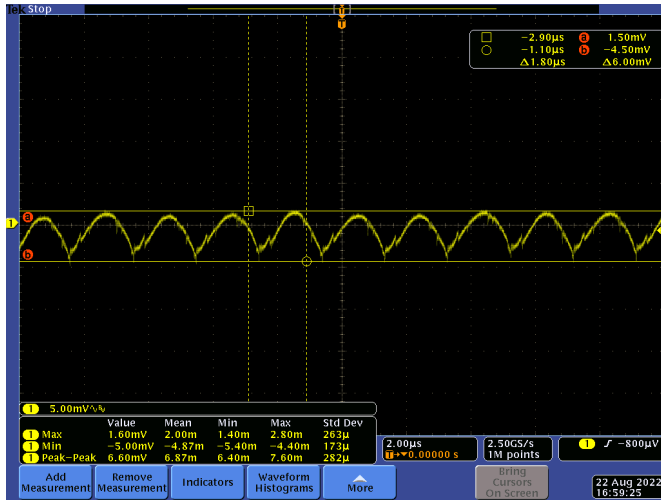 Tek Stop
T
T
−2.90µs a 1.50mV
−1.10µs b −4.50mV
Δ1.80µs Δ6.00mV
a
1
b
1 5.00mV
Value Mean Min Max Std Dev
1 Max 1.60mV 2.00m 1.40m 2.80m 263µ
1 Min −5.00mV −4.87m −5.40m −4.40m 173µ
1 Peak–Peak 6.60mV 6.87m 6.40m 7.60m 282µ
2.00µs
T→▾0.00000 s
2.50GS/s
1M points
1 −800µV
Add Measurement
Remove Measurement
Indicators
Waveform Histograms
More
Bring Cursors On Screen
22 Aug 2022
16:59:25